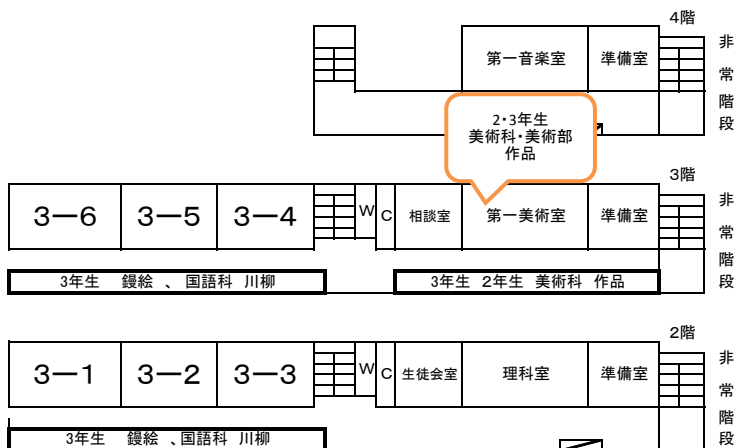 4階
第一音楽室 準備室
非常階段
2・3年生
美術科・美術部
作品
3階
3―6 3―5 3―4 W C 相談室 第一美術室 準備室
非常階段
3年生 鏝絵 、 国語科 川柳
3年生 2年生 美術科 作品
2階
3―1 3―2 3―3 W C 生徒会室 理科室 準備室
非常階段
3年生 鏝絵 、国語科 川柳